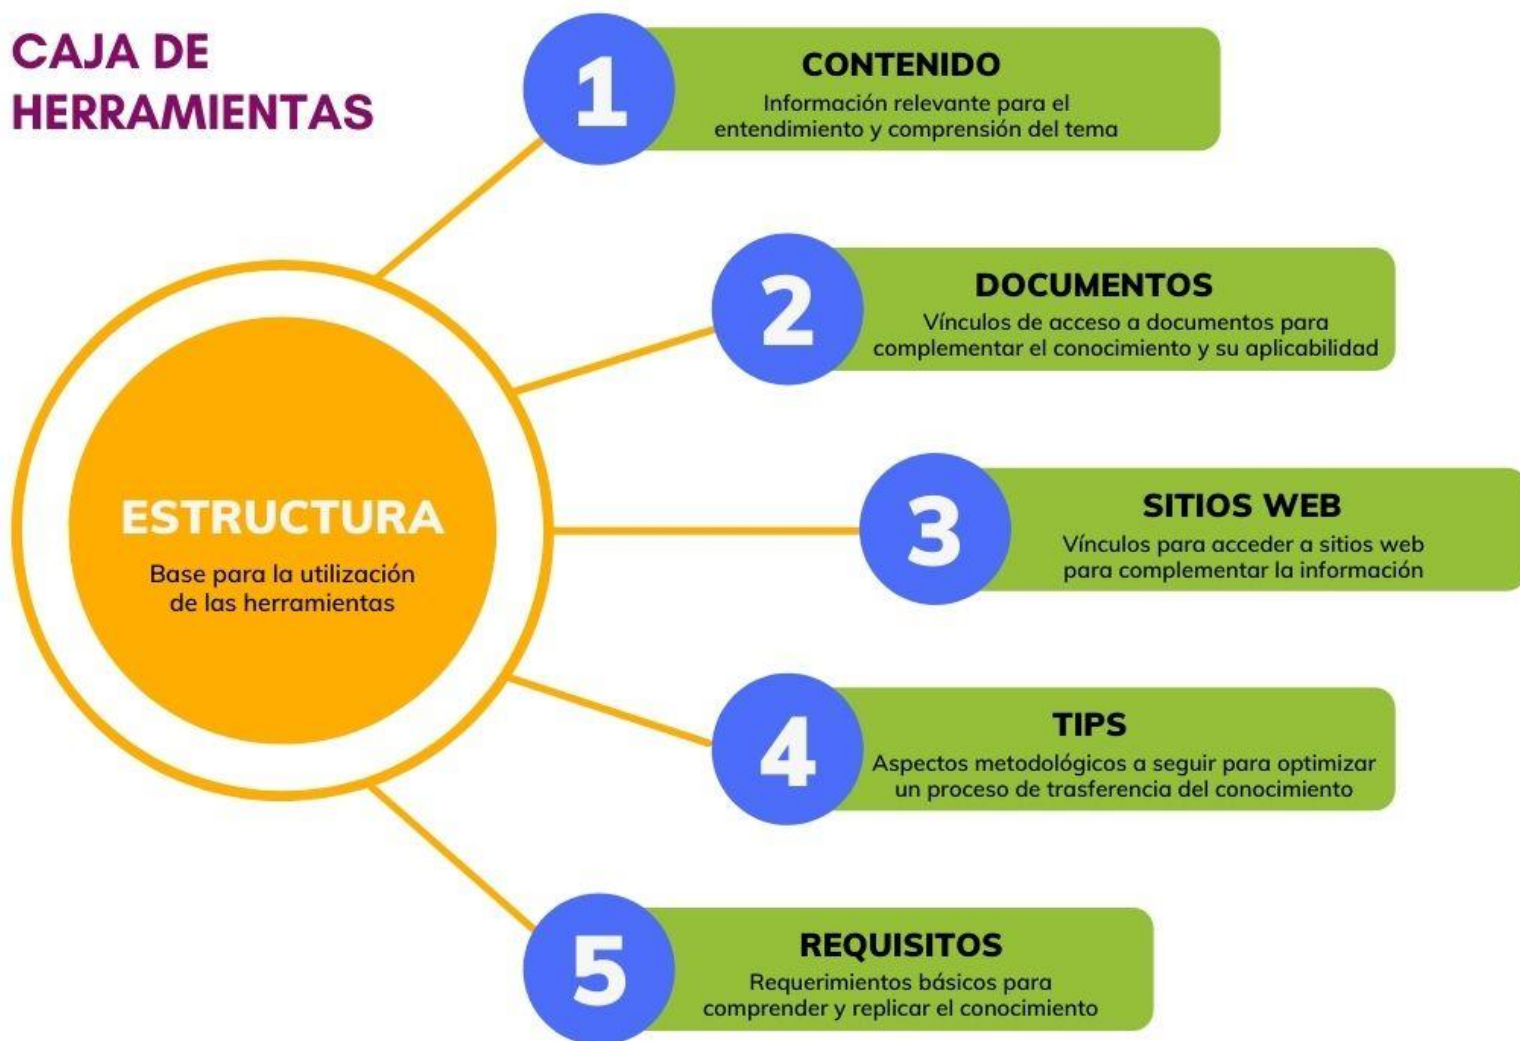 CAJA DE
HERRAMIENTAS
1
CONTENIDO
Información relevante para el
entendimiento y comprensión del tema
2
DOCUMENTOS
Vínculos de acceso a documentos para
complementar el conocimiento y su aplicabilidad
ESTRUCTURA
Base para la utilización
de las herramientas
3
SITIOS WEB
Vínculos para acceder a sitios web
para complementar la información
4
TIPS
Aspectos metodológicos a seguir para optimizar
un proceso de trasferencia del conocimiento
5
REQUISITOS
Requerimientos básicos para
comprender y replicar el conocimiento